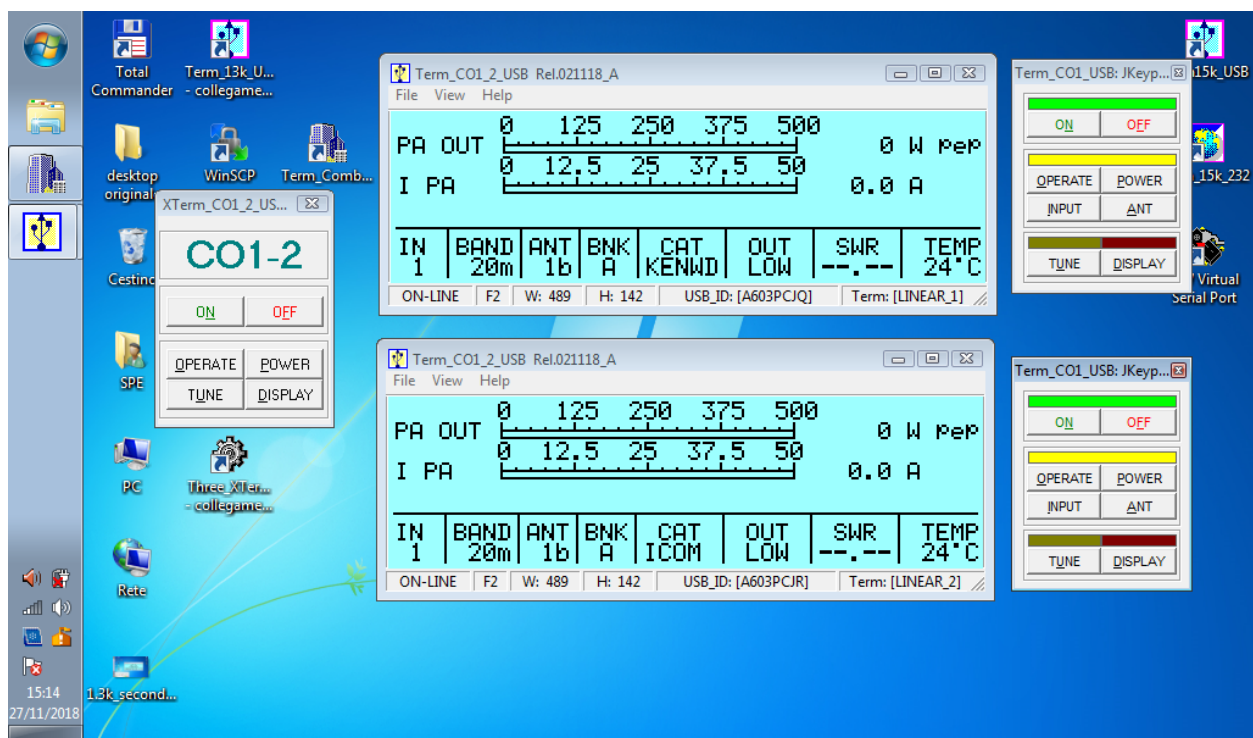 Total
Commander
Term_13k_U...
- collegame...
desktop
original
WinSCP
Term_Comb...
Cestino
SPE
PC
Three_XTer...
- collegame...
Rete
1.3k_second...
15:14
27/11/2018
XTerm_CO1_2_US...
CO1-2
ON OFF
OPERATE POWER
TUNE DISPLAY
Term_CO1_2_USB Rel.021118_A
File View Help
0 125 250 375 500
PA OUT 0 W pep
0 12.5 25 37.5 50
I PA 0.0 A
IN BAND ANT BNK CAT OUT SWR TEMP
1 20m 1b A KENWD LOW --.-- 24°C
ON-LINE F2 W: 489 H: 142 USB_ID: [A603PCJQ] Term: [LINEAR_1]
Term_CO1_2_USB Rel.021118_A
File View Help
0 125 250 375 500
PA OUT 0 W pep
0 12.5 25 37.5 50
I PA 0.0 A
IN BAND ANT BNK CAT OUT SWR TEMP
1 20m 1b A ICOM LOW --.-- 24°C
ON-LINE F2 W: 489 H: 142 USB_ID: [A603PCJR] Term: [LINEAR_2]
Term_CO1_USB: JKeyp...
ON OFF
OPERATE POWER
INPUT ANT
TUNE DISPLAY
Term_CO1_USB: JKeyp...
ON OFF
OPERATE POWER
INPUT ANT
TUNE DISPLAY
15k_USB
_15k_232
Virtual
Serial Port